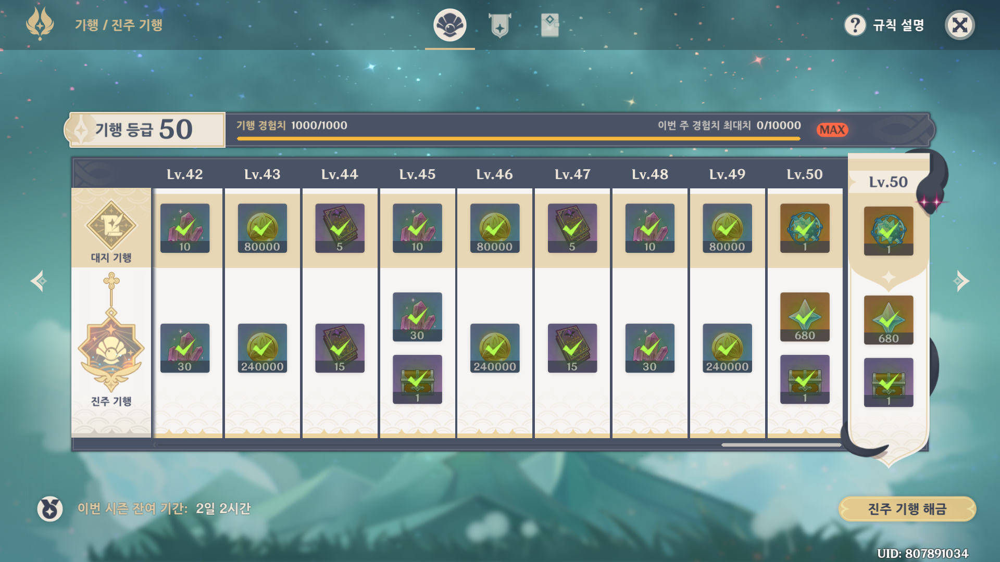 기행 / 진주 기행
규칙 설명
기행 등급 50
기행 경험치 1000/1000
이번 주 경험치 최대치 0/10000
MAX
Lv.42 Lv.43 Lv.44 Lv.45 Lv.46 Lv.47 Lv.48 Lv.49 Lv.50 Lv.50
10 80000 5 10 80000 5 10 80000 1 1
대지 기행
30 680 680
30 240000 15 1 240000 15 30 240000 1 1
진주 기행
이번 시즌 잔여 기간: 2일 2시간
진주 기행 해금
UID: 807891034